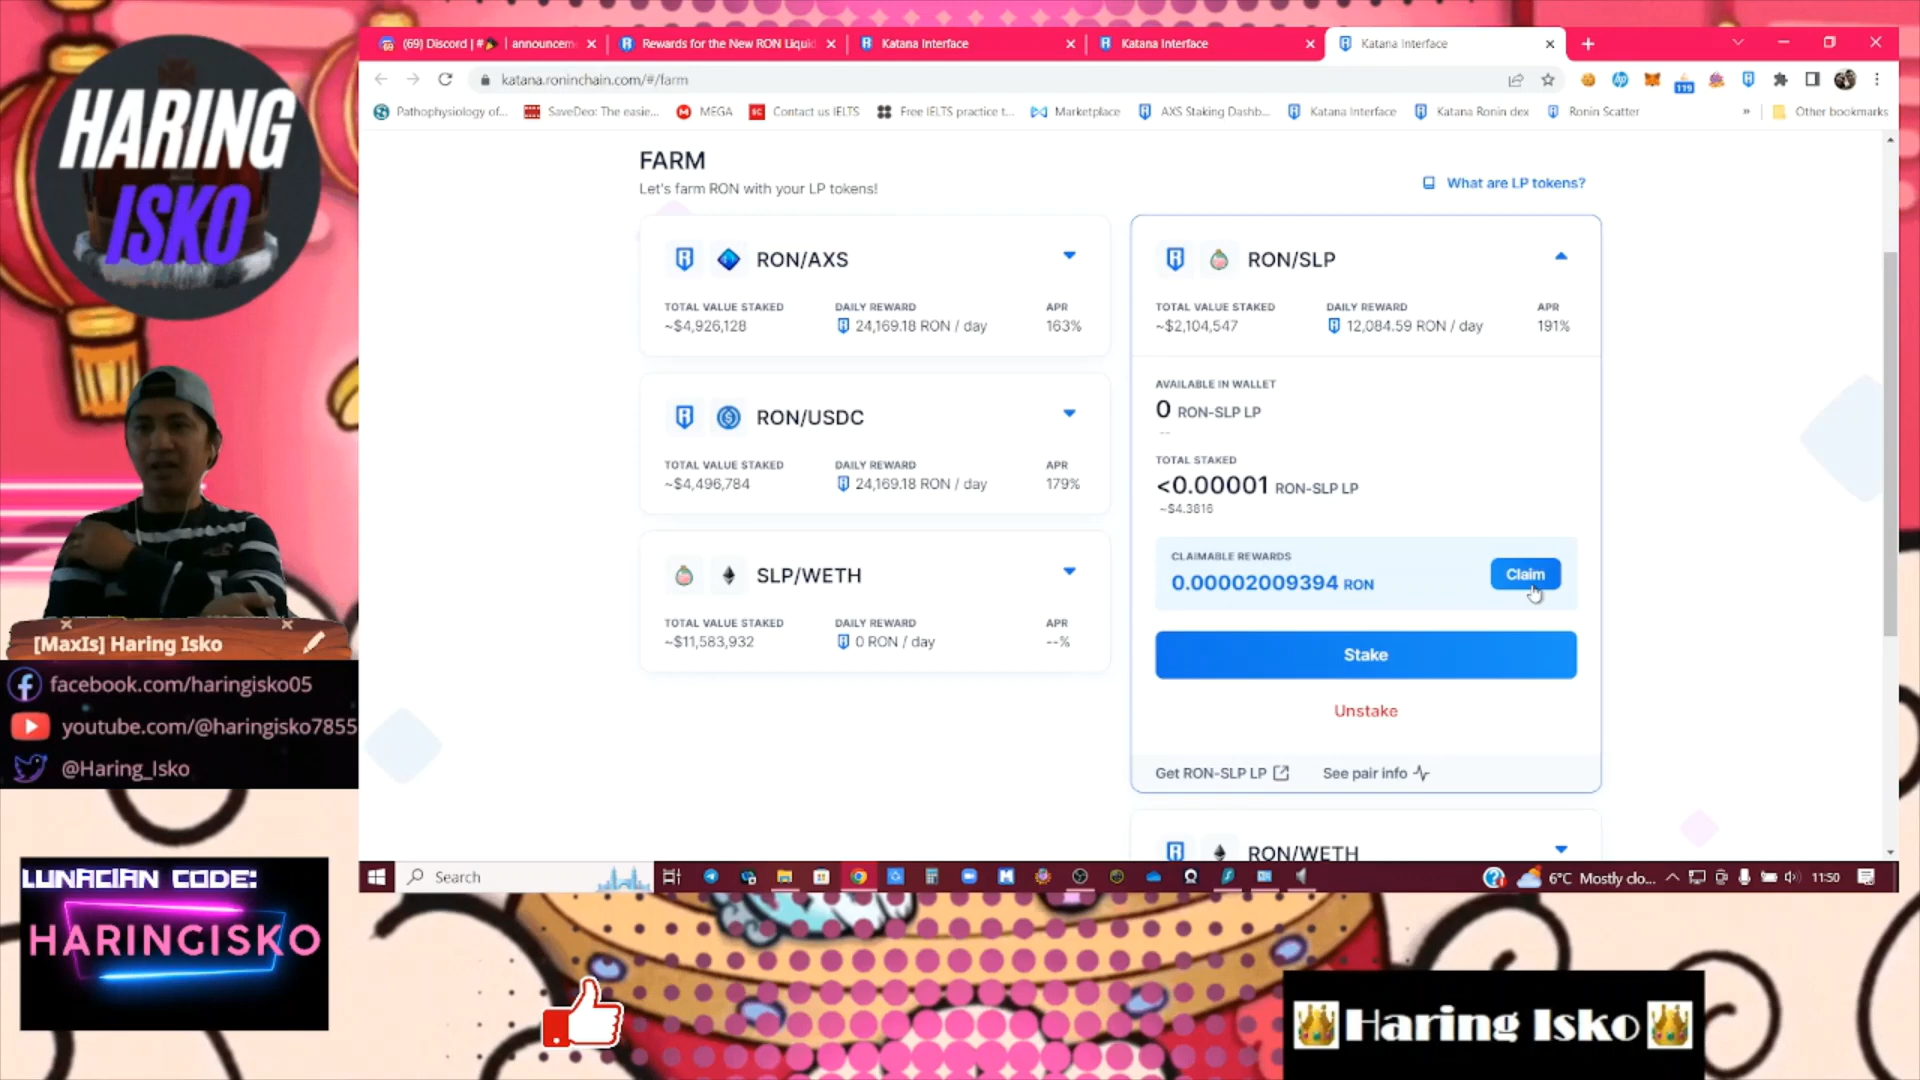 HARING
ISKO
(69) Discord | #
| announcem
Rewards for the New RON Liquid
Katana Interface
Katana Interface
Katana Interface
katana.roninchain.com/#/farm
119
Pathophysiology of...
SaveDeo: The easie...
MEGA
Contact us IELTS
Free IELTS practice t...
Marketplace
AXS Staking Dashb...
Katana Interface
Katana Ronin dex
Ronin Scatter
»
Other bookmarks
FARM
Let's farm RON with your LP tokens!
What are LP tokens?
RON/AXS
TOTAL VALUE STAKED
DAILY REWARD
APR
~$4,926,128
24,169.18 RON / day
163%
RON/USDC
TOTAL VALUE STAKED
DAILY REWARD
APR
~$4,496,784
24,169.18 RON / day
179%
SLP/WETH
TOTAL VALUE STAKED
DAILY REWARD
APR
~$11,583,932
0 RON / day
--%
RON/SLP
TOTAL VALUE STAKED
DAILY REWARD
APR
~$2,104,547
12,084.59 RON / day
191%
AVAILABLE IN WALLET
0 RON-SLP LP
--
TOTAL STAKED
<0.00001 RON-SLP LP
~$4.3816
CLAIMABLE REWARDS
0.00002009394 RON
Claim
Stake
Unstake
Get RON-SLP LP
See pair info
RON/WETH
Search
6°C Mostly clo...
11:50
[MaxIs] Haring Isko
facebook.com/haringisko05
youtube.com/@haringisko7855
@Haring_Isko
LUNACIAN CODE:
HARINGISKO
Haring Isko